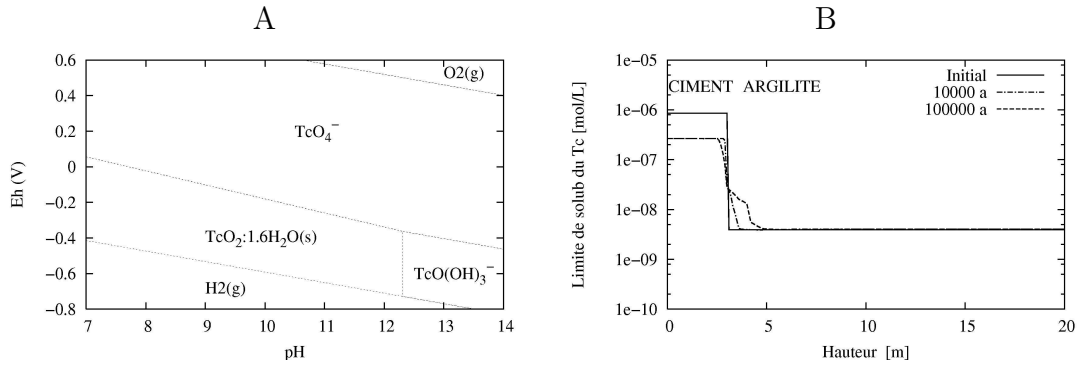 A
0.6
0.4
0.2
0
−0.2
−0.4
−0.6
−0.8
Eh (V)
O2(g)
TcO₄⁻
TcO₂:1.6H₂O(s)
TcO(OH)₃⁻
H2(g)
7 8 9 10 11 12 13 14
pH
B
1e−05
1e−06
1e−07
1e−08
1e−09
1e−10
Limite de solub du Tc [mol/L]
CIMENT ARGILITE
Initial
10000 a
100000 a
0 5 10 15 20
Hauteur [m]